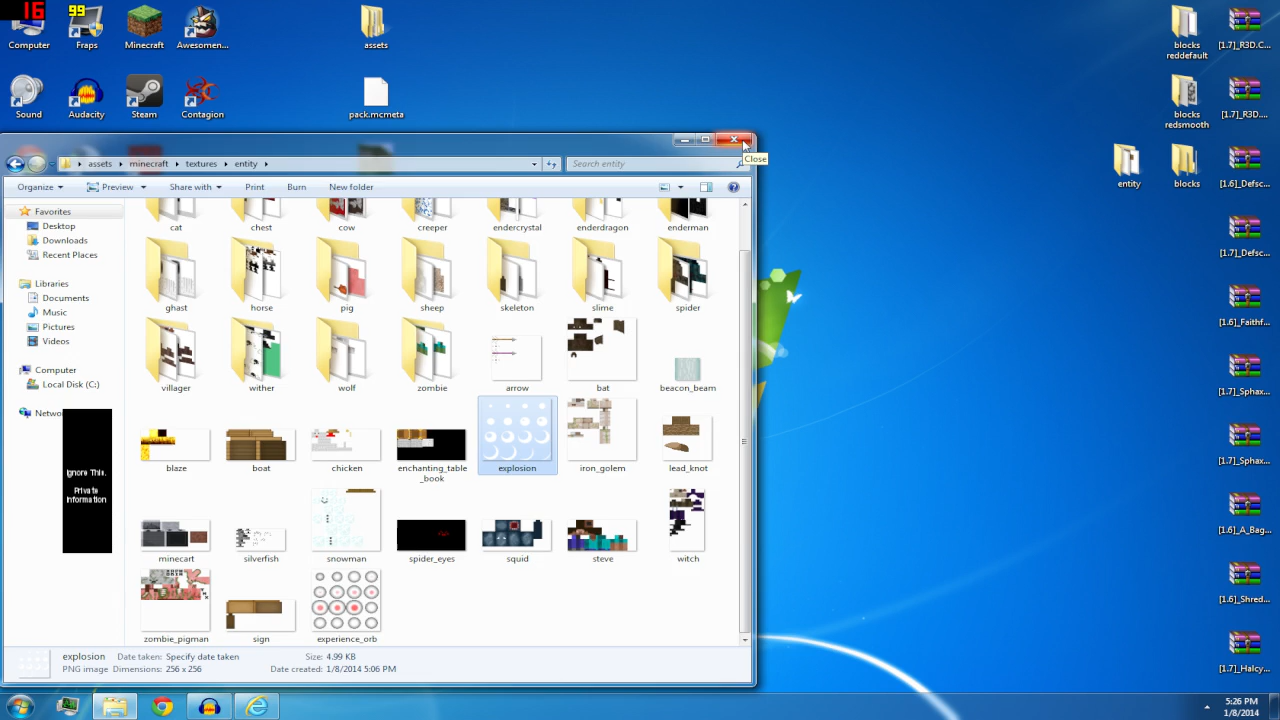 16
99
Computer
Fraps
Minecraft
Awesomen...
assets
blocks reddefault
[1.7]_R3D.C...
Sound
Audacity
Steam
Contagion
pack.mcmeta
blocks redsmooth
[1.7]_R3D....
entity
blocks
[1.6]_Defsc...
[1.7]_Defsc...
[1.6]_Faithf...
[1.7]_Sphax...
[1.7]_Sphax...
[1.6]_A_Bag...
[1.6]_Shred...
[1.7]_Halcy...
Close
assets minecraft textures entity
Search entity
Organize Preview Share with Print Burn New folder
Favorites
Desktop
Downloads
Recent Places
Libraries
Documents
Music
Pictures
Videos
Computer
Local Disk (C:)
Netwo
Ignore This.
Private
Information
cat chest cow creeper endercrystal enderdragon enderman
ghast horse pig sheep skeleton slime spider
villager wither wolf zombie arrow bat beacon_beam
blaze boat chicken enchanting_table_book explosion iron_golem lead_knot
minecart silverfish snowman spider_eyes squid steve witch
zombie_pigman sign experience_orb
explosion Date taken: Specify date taken Size: 4.99 KB
PNG image Dimensions: 256 x 256 Date created: 1/8/2014 5:06 PM
5:26 PM
1/8/2014